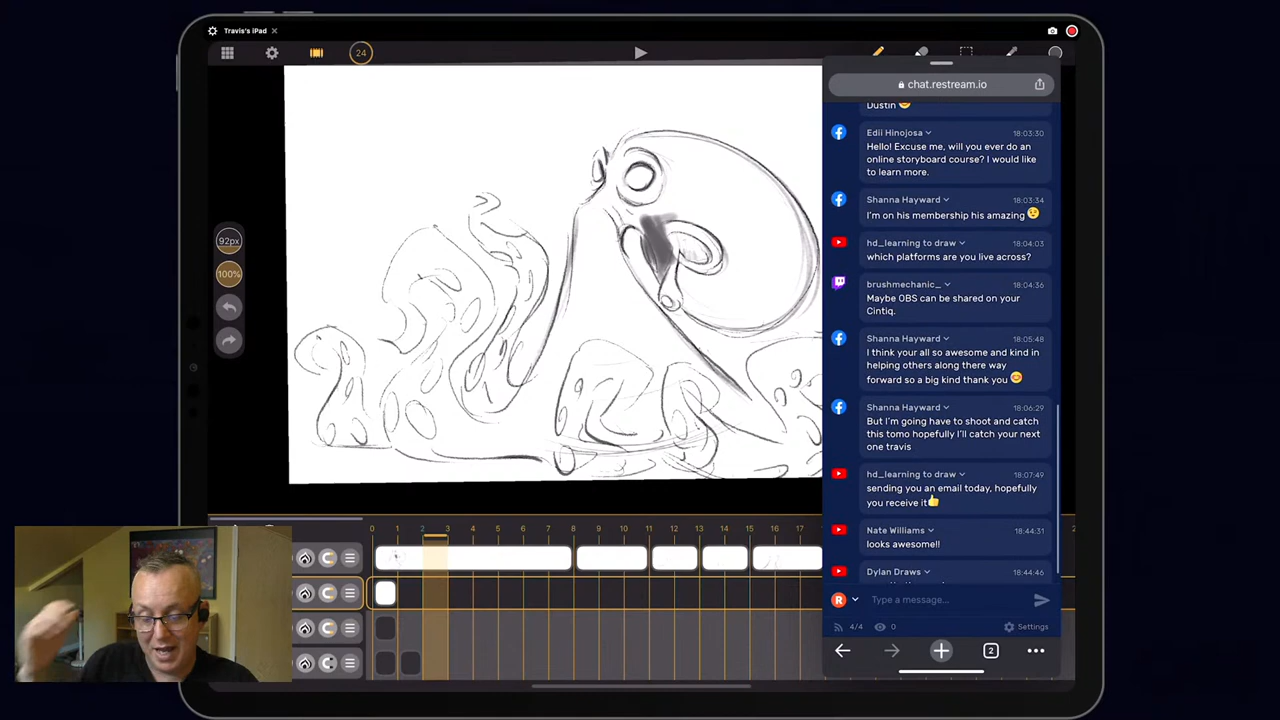 Travis's iPad
24
chat.restream.io
Dustin
Edii Hinojosa
18:03:30
Hello! Excuse me, will you ever do an
online storyboard course? I would like
to learn more.
Shanna Hayward
18:03:34
I'm on his membership his amazing
hd_learning to draw
18:04:03
which platforms are you live across?
brushmechanic_
18:04:36
Maybe OBS can be shared on your
Cintiq.
Shanna Hayward
18:05:48
I think your all so awesome and kind in
helping others along there way
forward so a big kind thank you
Shanna Hayward
18:06:29
But I'm going have to shoot and catch
this tomo hopefully I'll catch your next
one travis
hd_learning to draw
18:07:49
sending you an email today, hopefully
you receive it
Nate Williams
18:44:31
looks awesome!!
Dylan Draws
18:44:46
R
Type a message...
4/4
0
Settings
2
92px
100%
0 1 2 3 4 5 6 7 8 9 10 11 12 13 14 15 16 17